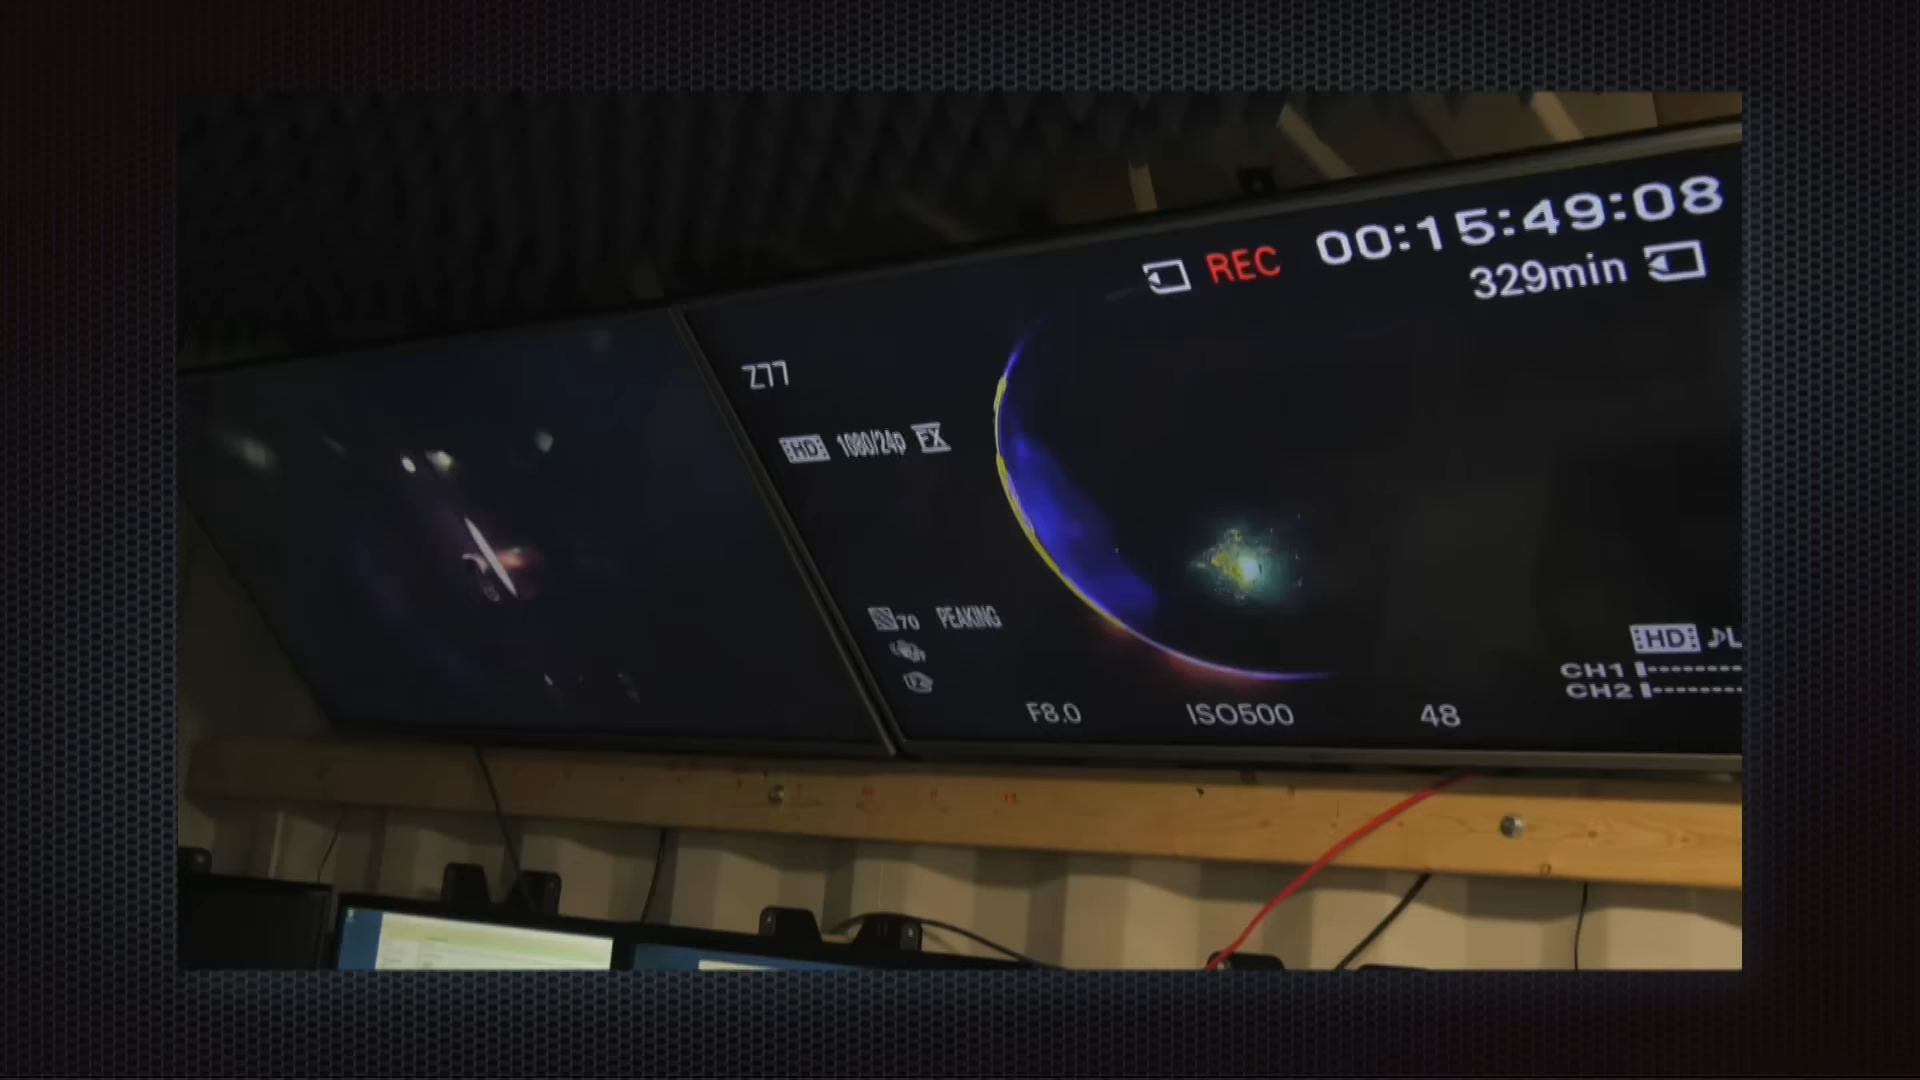 REC 00:15:49:08
329min
Z77
HD 1080/24p FX
70 PEAKING
HD
CH1
CH2
F8.0 ISO500 48